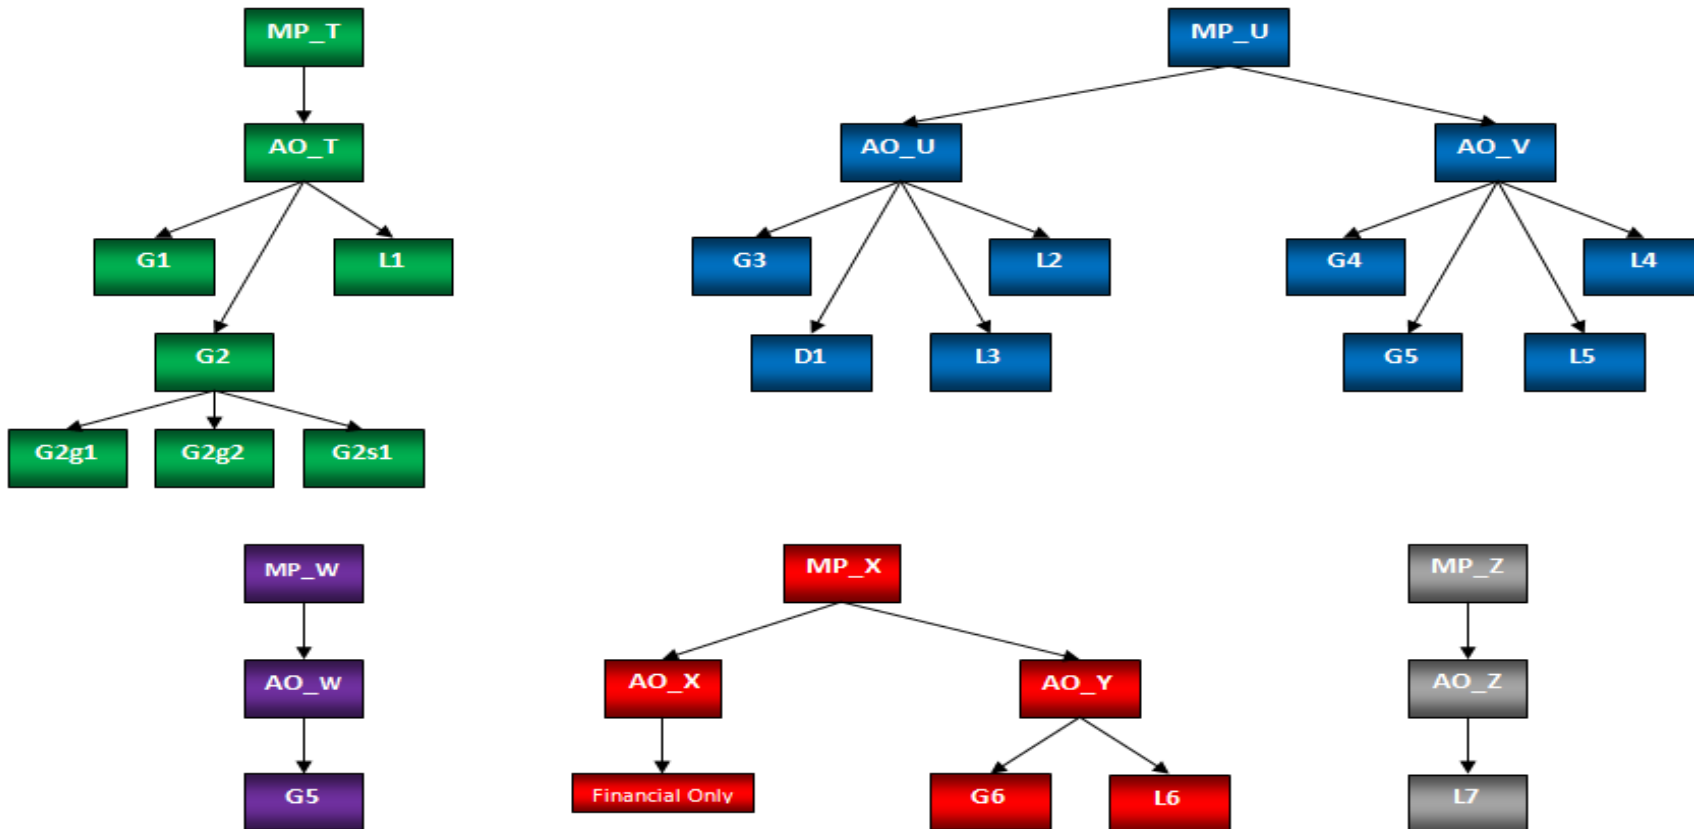 MP_T
MP_U
AO_T
AO_U
AO_V
G1
L1
G3
L2
G4
L4
G2
D1
L3
G5
L5
G2g1
G2g2
G2s1
MP_W
MP_X
MP_Z
AO_W
AO_X
AO_Y
AO_Z
G5
Financial Only
G6
L6
L7